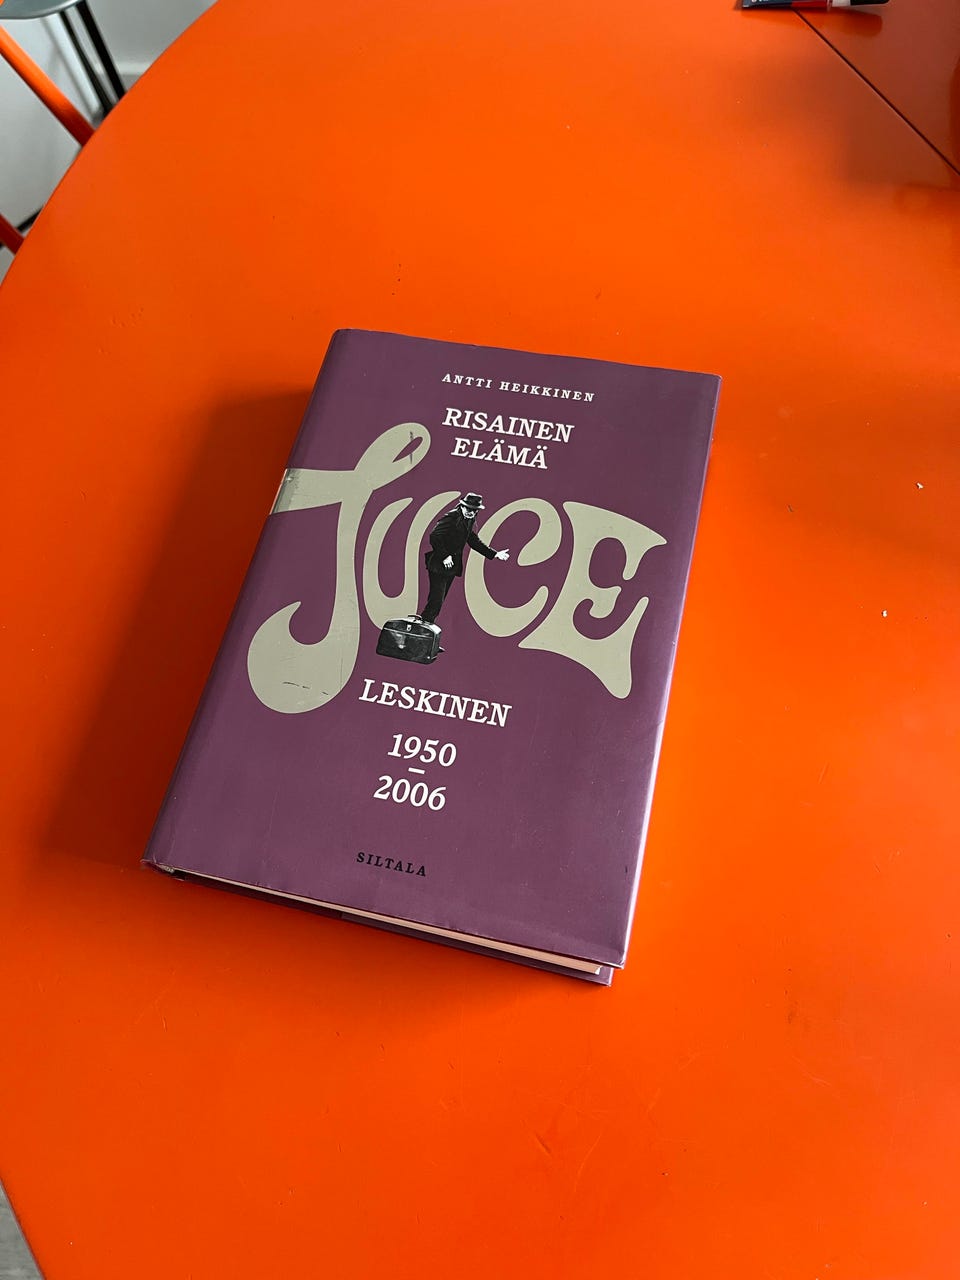 ANTTI HEIKKINEN
RISAINEN
ELÄMÄ
JUICE
LESKINEN
1950
–
2006
SILTALA